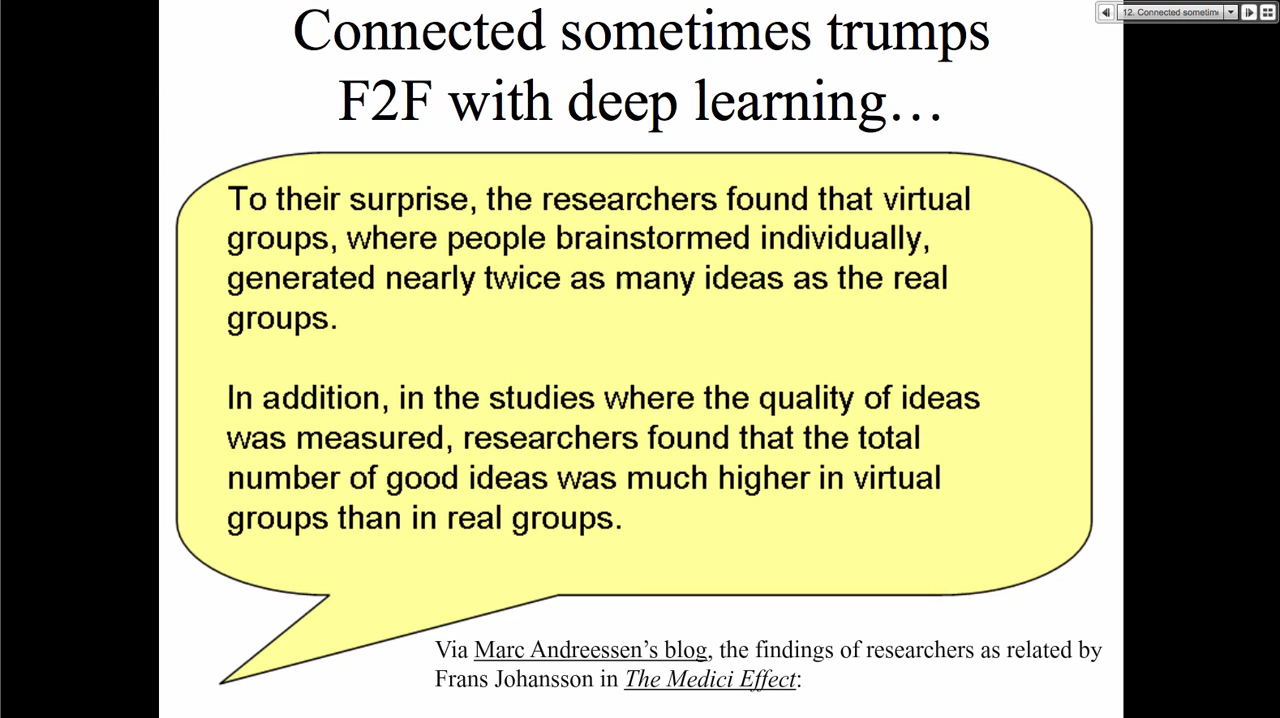 12. Connected sometim
Connected sometimes trumps
F2F with deep learning…
To their surprise, the researchers found that virtual
groups, where people brainstormed individually,
generated nearly twice as many ideas as the real
groups.
In addition, in the studies where the quality of ideas
was measured, researchers found that the total
number of good ideas was much higher in virtual
groups than in real groups.
Via Marc Andreessen’s blog, the findings of researchers as related by
Frans Johansson in The Medici Effect: